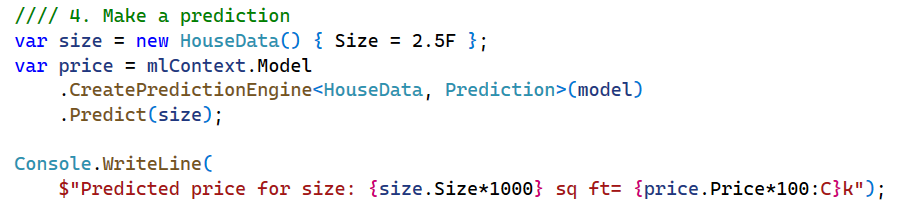 //// 4. Make a prediction
var size = new HouseData() { Size = 2.5F };
var price = mlContext.Model
    .CreatePredictionEngine<HouseData, Prediction>(model)
    .Predict(size);

Console.WriteLine(
    $"Predicted price for size: {size.Size*1000} sq ft= {price.Price*100:C}k");